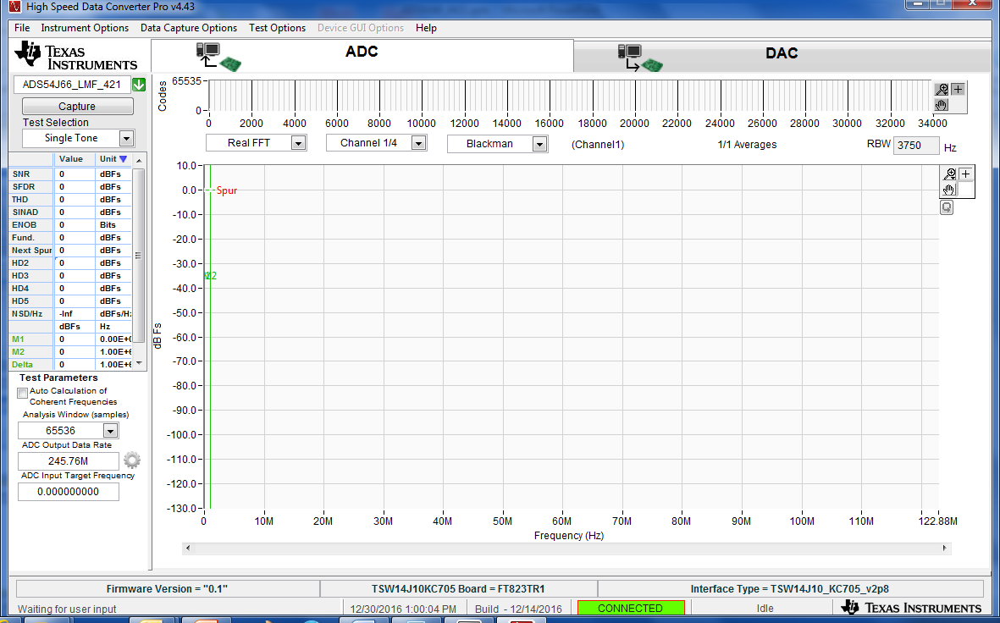 High Speed Data Converter Pro v4.43
File Instrument Options Data Capture Options Test Options Device GUI Options Help
TEXAS INSTRUMENTS
ADC
DAC
ADS54J66_LMF_421
Capture
Test Selection
Single Tone
Value Unit
SNR 0 dBFs
SFDR 0 dBFs
THD 0 dBFs
SINAD 0 dBFs
ENOB 0 Bits
Fund. 0 dBFs
Next Spur 0 dBFs
HD2 0 dBFs
HD3 0 dBFs
HD4 0 dBFs
HD5 0 dBFs
NSD/Hz -Inf dBFs/Hz
dBFs Hz
M1 0 0.00E+0
M2 0 1.00E+6
Delta 0 1.00E+6
Test Parameters
Auto Calculation of
Coherent Frequencies
Analysis Window (samples)
65536
ADC Output Data Rate
245.76M
ADC Input Target Frequency
0.000000000
Codes
65535
0
0 2000 4000 6000 8000 10000 12000 14000 16000 18000 20000 22000 24000 26000 28000 30000 32000 34000
Real FFT Channel 1/4 Blackman (Channel1) 1/1 Averages RBW 3750 Hz
dB Fs
10.0
0.0
-10.0
-20.0
-30.0
-40.0
-50.0
-60.0
-70.0
-80.0
-90.0
-100.0
-110.0
-120.0
-130.0
Spur
0 10M 20M 30M 40M 50M 60M 70M 80M 90M 100M 110M 122.88M
Frequency (Hz)
Firmware Version = "0.1" TSW14J10KC705 Board = FT823TR1 Interface Type = TSW14J10_KC705_v2p8
Waiting for user input 12/30/2016 1:00:04 PM Build - 12/14/2016 CONNECTED Idle TEXAS INSTRUMENTS